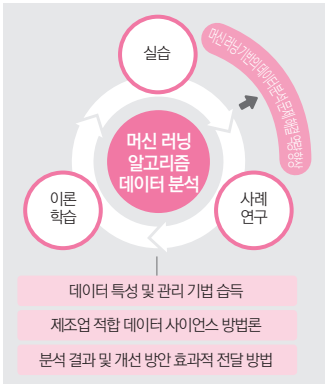 실습
머신 러닝 기반의 데이터 분석 문제 해결 역량 향상
머신 러닝
알고리즘
데이터 분석
이론
학습
사례
연구
데이터 특성 및 관리 기법 습득
제조업 적합 데이터 사이언스 방법론
분석 결과 및 개선 방안 효과적 전달 방법